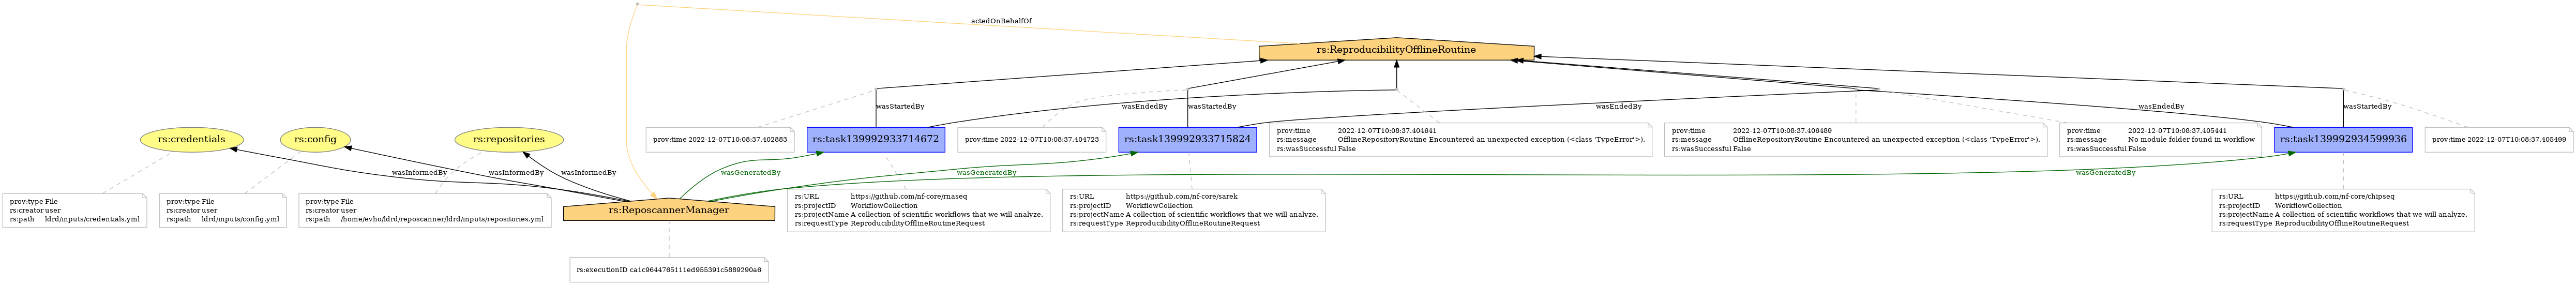 actedOnBehalfOf
rs:ReproducibilityOfflineRoutine
wasStartedBy
wasEndedBy
wasStartedBy
wasEndedBy
wasEndedBy
wasStartedBy
rs:credentials
rs:config
rs:repositories
prov:time 2022-12-07T10:08:37.402883
rs:task139992933714672
prov:time 2022-12-07T10:08:37.404723
rs:task139992933715824
prov:time 2022-12-07T10:08:37.404641
rs:message OfflineRepositoryRoutine Encountered an unexpected exception (<class 'TypeError'>).
rs:wasSuccessful False
prov:time 2022-12-07T10:08:37.406489
rs:message OfflineRepositoryRoutine Encountered an unexpected exception (<class 'TypeError'>).
rs:wasSuccessful False
prov:time 2022-12-07T10:08:37.405441
rs:message No module folder found in workflow
rs:wasSuccessful False
rs:task139992934599936
prov:time 2022-12-07T10:08:37.405499
wasInformedBy
wasInformedBy
wasInformedBy
wasGeneratedBy
wasGeneratedBy
wasGeneratedBy
prov:type File
rs:creator user
rs:path ldrd/inputs/credentials.yml
prov:type File
rs:creator user
rs:path ldrd/inputs/config.yml
prov:type File
rs:creator user
rs:path /home/evho/ldrd/reposcanner/ldrd/inputs/repositories.yml
rs:ReposcannerManager
rs:URL https://github.com/nf-core/rnaseq
rs:projectID WorkflowCollection
rs:projectName A collection of scientific workflows that we will analyze.
rs:requestType ReproducibilityOfflineRoutineRequest
rs:URL https://github.com/nf-core/sarek
rs:projectID WorkflowCollection
rs:projectName A collection of scientific workflows that we will analyze.
rs:requestType ReproducibilityOfflineRoutineRequest
rs:URL https://github.com/nf-core/chipseq
rs:projectID WorkflowCollection
rs:projectName A collection of scientific workflows that we will analyze.
rs:requestType ReproducibilityOfflineRoutineRequest
rs:executionID ca1c9644765111ed955391c5889290a6